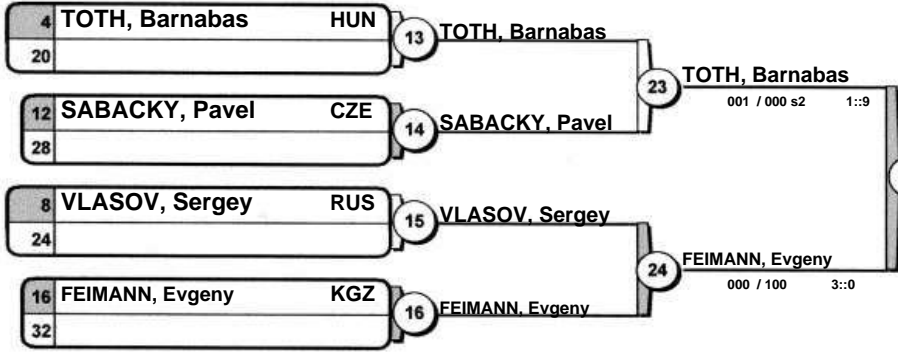 4 TOTH, Barnabas HUN
20
13 TOTH, Barnabas
12 SABACKY, Pavel CZE
28
14 SABACKY, Pavel
23 TOTH, Barnabas
001 / 000 s2 1::9
8 VLASOV, Sergey RUS
24
15 VLASOV, Sergey
16 FEIMANN, Evgeny KGZ
32
16 FEIMANN, Evgeny
24 FEIMANN, Evgeny
000 / 100 3::0